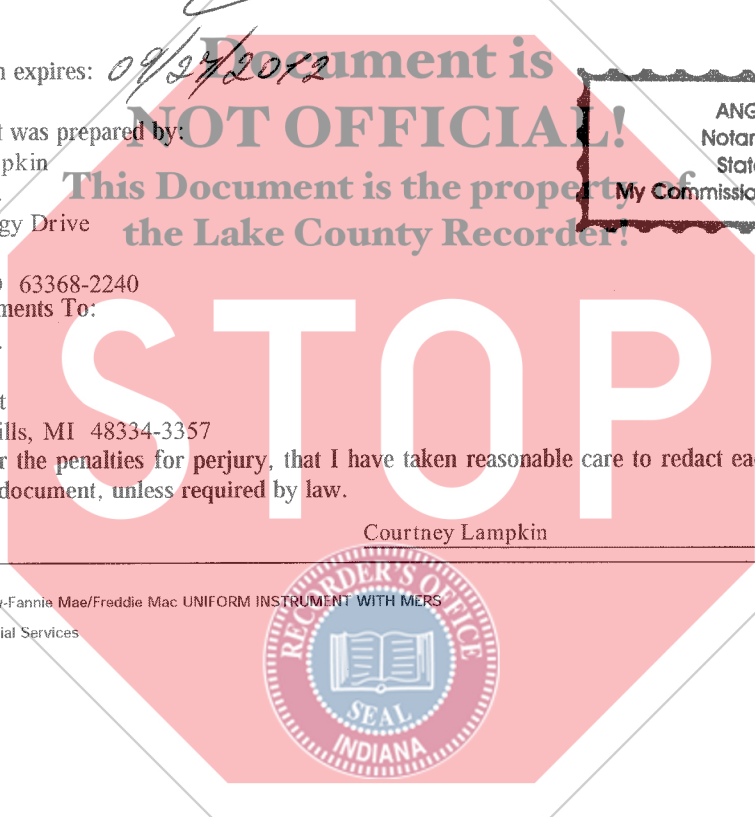 n expires: 09/27/2012
Document is
NOT OFFICIAL!
This Document is the property of
the Lake County Recorder!
ANG
Notar
State
My Commissio
t was prepared by:
pkin
gy Drive
63368-2240
ments To:
t
ills, MI 48334-3357
STOP
r the penalties for perjury, that I have taken reasonable care to redact eac
document, unless required by law.
Courtney Lampkin
-Fannie Mae/Freddie Mac UNIFORM INSTRUMENT WITH MERS
ial Services
RECORDER'S OFFICE
SEAL
INDIANA